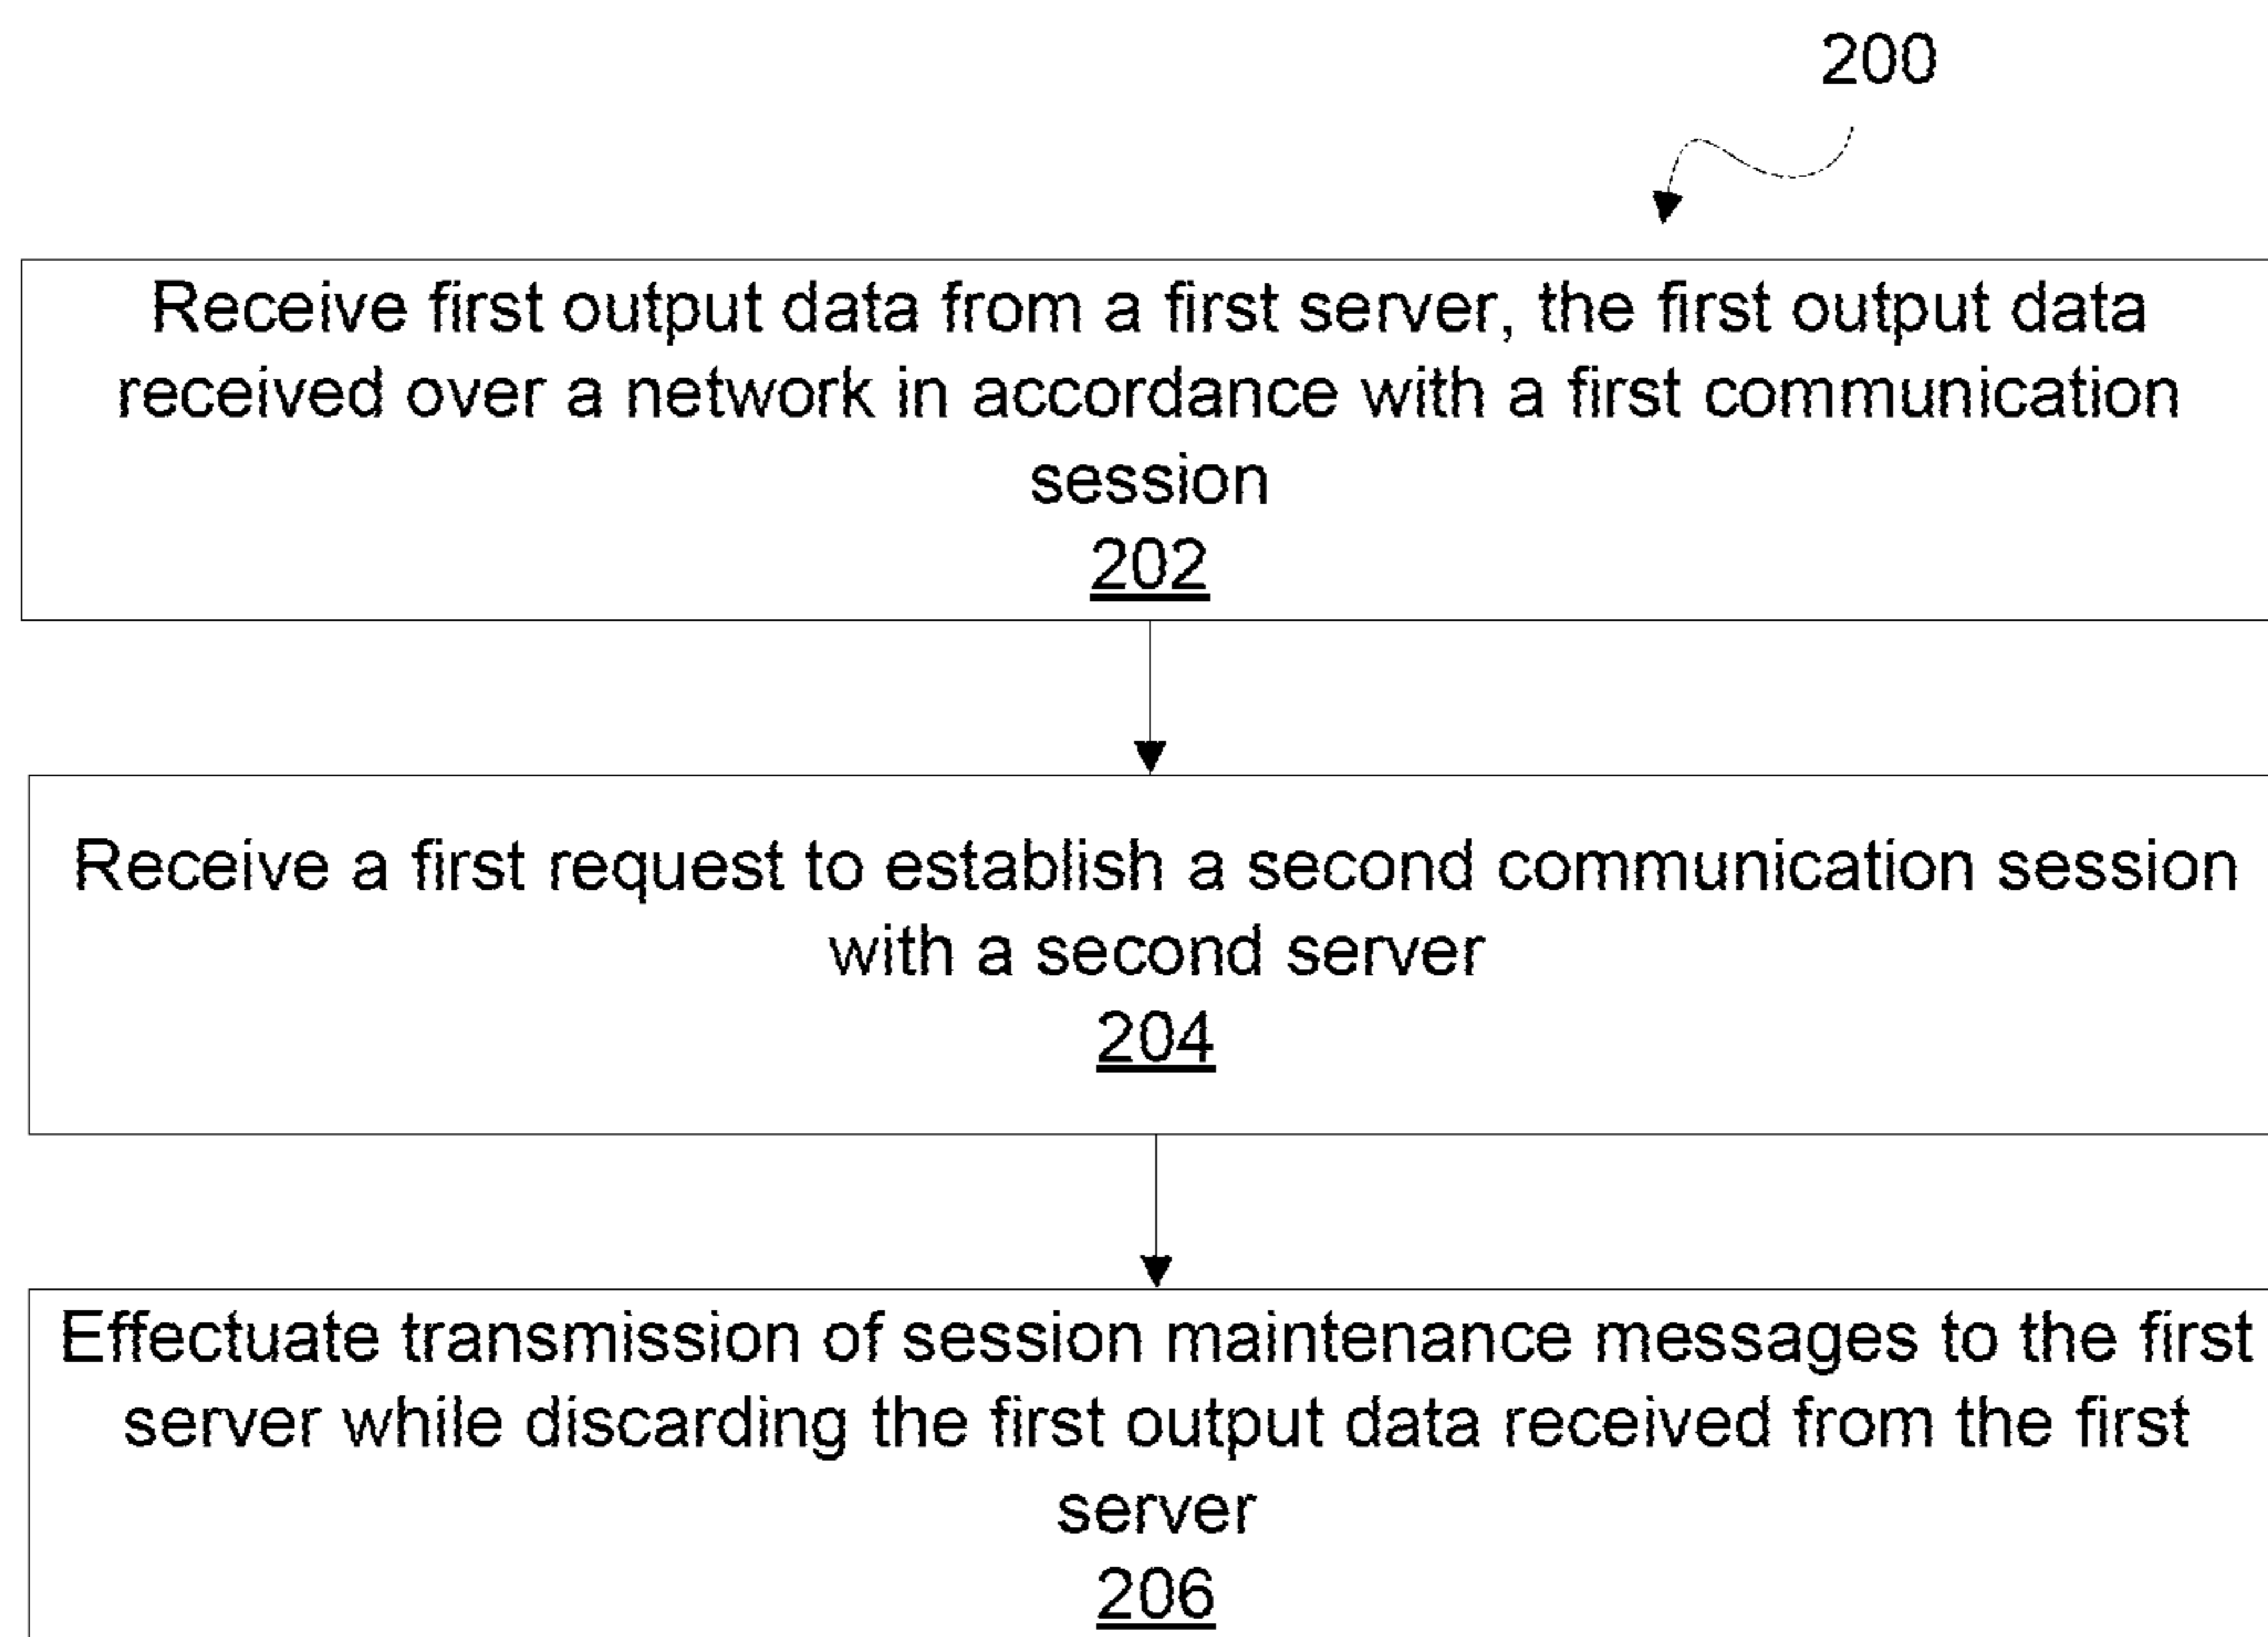 200
Receive first output data from a first server, the first output data
received over a network in accordance with a first communication
session
202
Receive a first request to establish a second communication session
with a second server
204
Effectuate transmission of session maintenance messages to the first
server while discarding the first output data received from the first
server
206